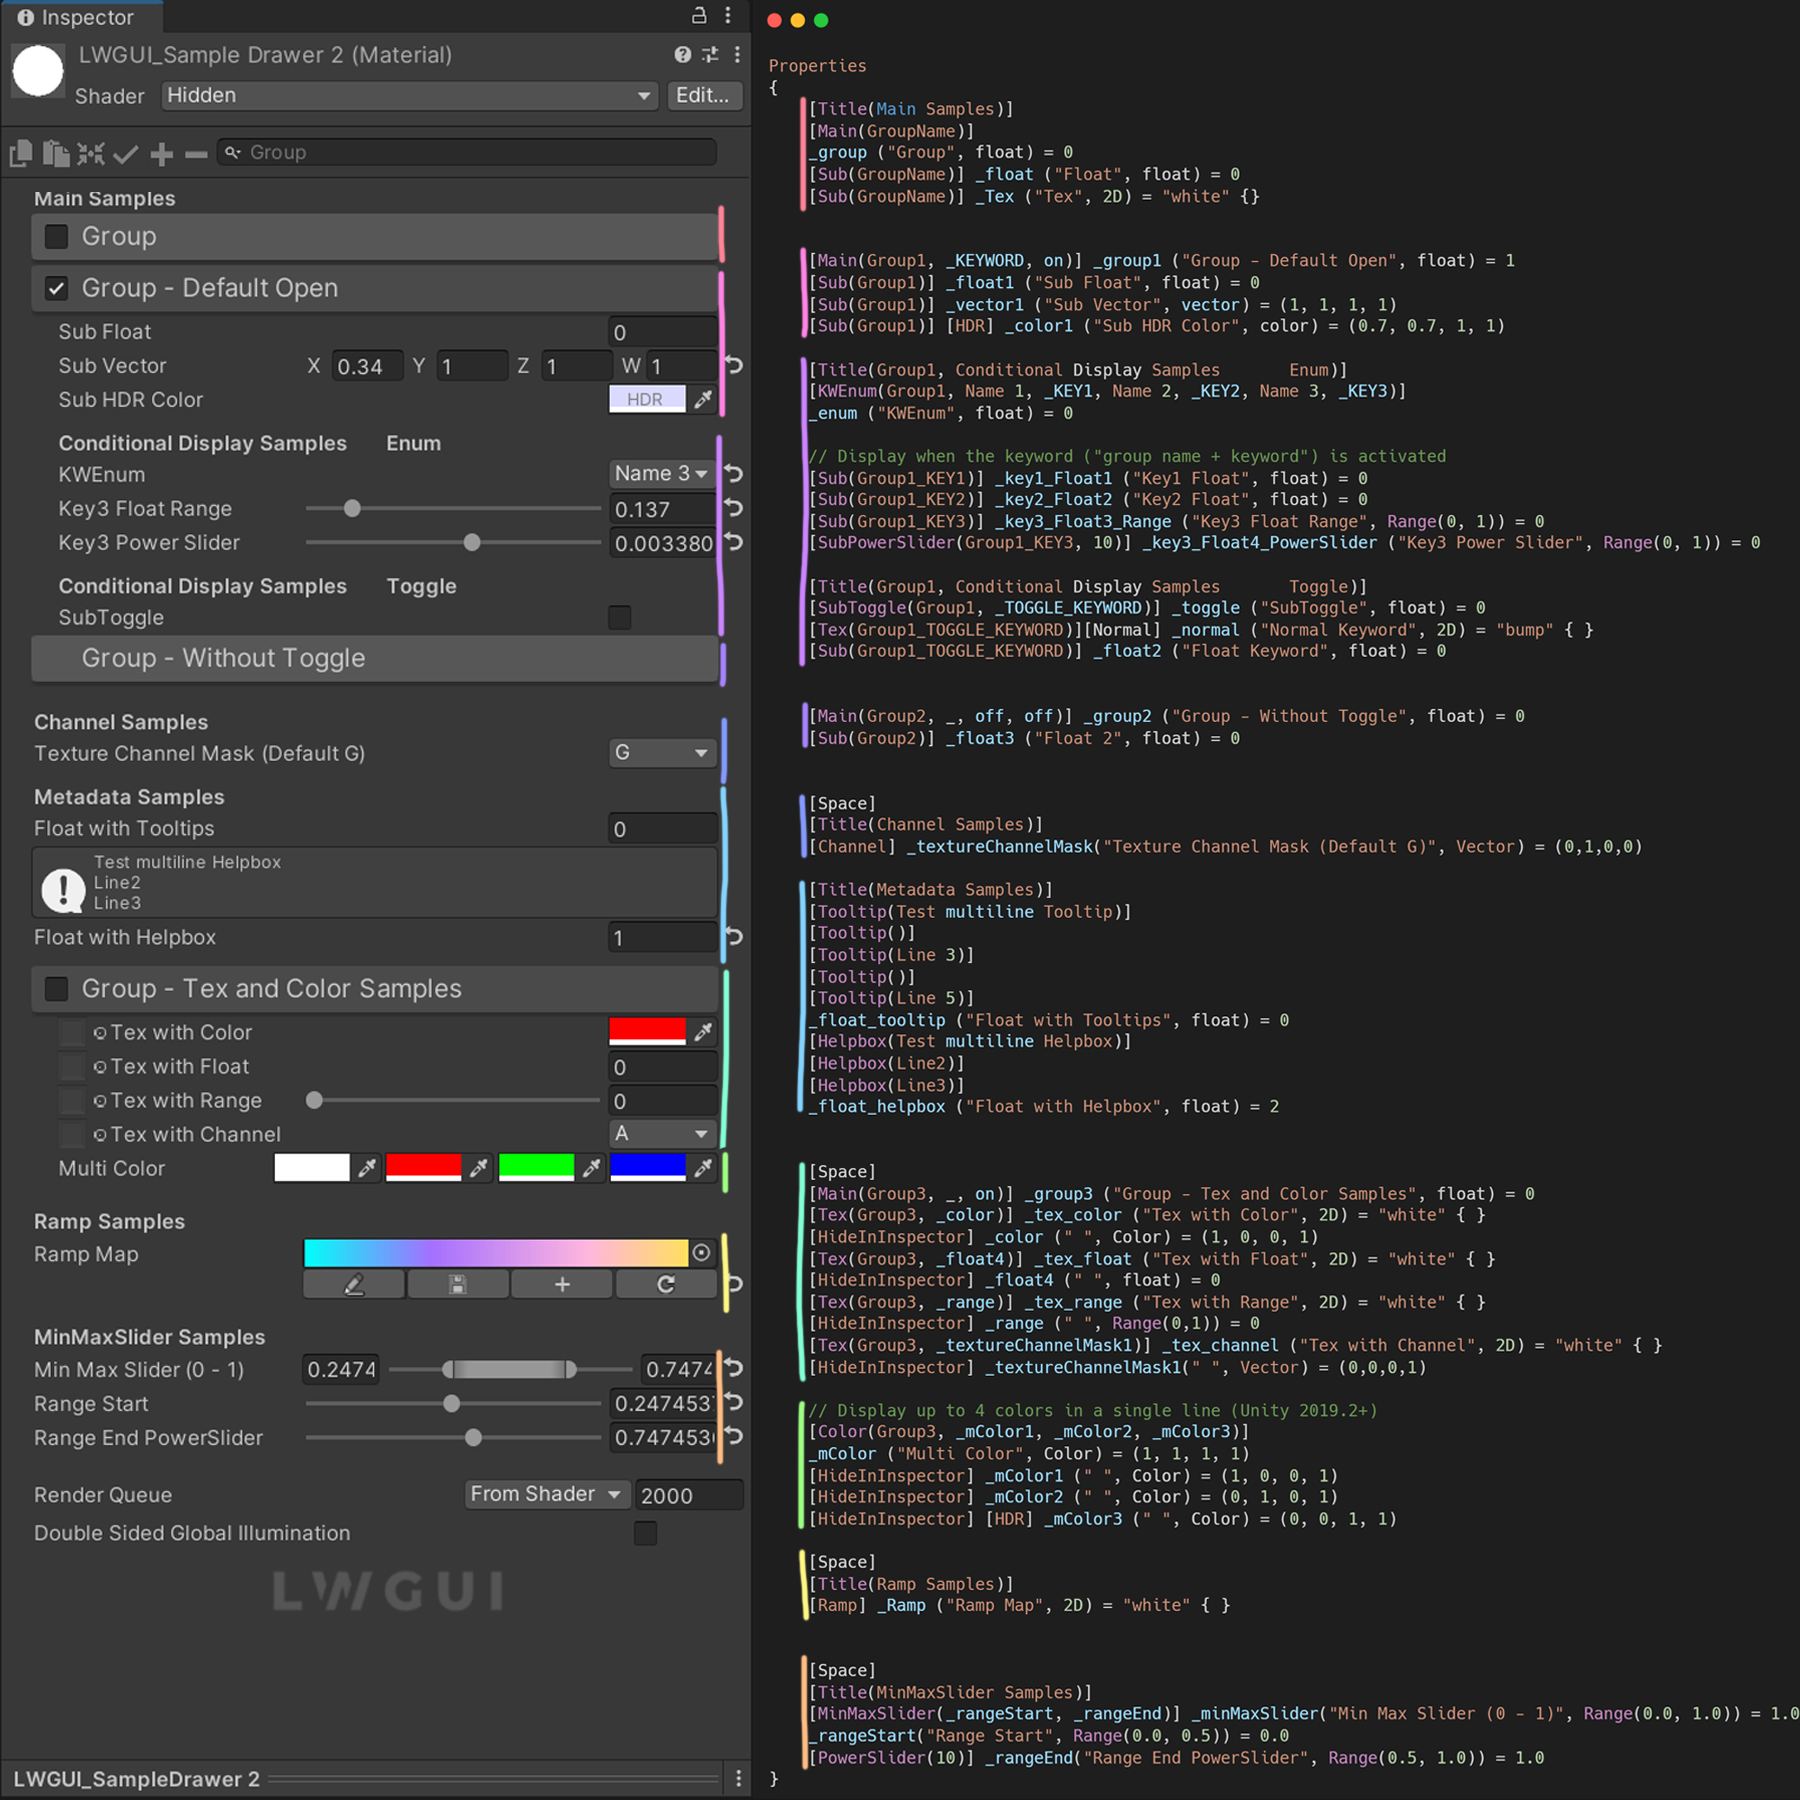 Inspector
LWGUI_Sample Drawer 2 (Material)
Shader Hidden Edit...
Group
Main Samples
Group
Group - Default Open
Sub Float 0
Sub Vector X 0.34 Y 1 Z 1 W 1
Sub HDR Color HDR
Conditional Display Samples Enum
KWEnum Name 3
Key3 Float Range 0.137
Key3 Power Slider 0.003380
Conditional Display Samples Toggle
SubToggle
Group - Without Toggle
Channel Samples
Texture Channel Mask (Default G) G
Metadata Samples
Float with Tooltips 0
Test multiline Helpbox
Line2
Line3
Float with Helpbox 1
Group - Tex and Color Samples
Tex with Color
Tex with Float 0
Tex with Range 0
Tex with Channel A
Multi Color
Ramp Samples
Ramp Map
MinMaxSlider Samples
Min Max Slider (0 - 1) 0.2474 0.7474
Range Start 0.247453
Range End PowerSlider 0.747453
Render Queue From Shader 2000
Double Sided Global Illumination
LWGUI
LWGUI_SampleDrawer 2
Properties
{
[Title(Main Samples)]
[Main(GroupName)]
_group ("Group", float) = 0
[Sub(GroupName)] _float ("Float", float) = 0
[Sub(GroupName)] _Tex ("Tex", 2D) = "white" {}
[Main(Group1, _KEYWORD, on)] _group1 ("Group - Default Open", float) = 1
[Sub(Group1)] _float1 ("Sub Float", float) = 0
[Sub(Group1)] _vector1 ("Sub Vector", vector) = (1, 1, 1, 1)
[Sub(Group1)] [HDR] _color1 ("Sub HDR Color", color) = (0.7, 0.7, 1, 1)
[Title(Group1, Conditional Display Samples       Enum)]
[KWEnum(Group1, Name 1, _KEY1, Name 2, _KEY2, Name 3, _KEY3)]
_enum ("KWEnum", float) = 0
// Display when the keyword ("group name + keyword") is activated
[Sub(Group1_KEY1)] _key1_Float1 ("Key1 Float", float) = 0
[Sub(Group1_KEY2)] _key2_Float2 ("Key2 Float", float) = 0
[Sub(Group1_KEY3)] _key3_Float3_Range ("Key3 Float Range", Range(0, 1)) = 0
[SubPowerSlider(Group1_KEY3, 10)] _key3_Float4_PowerSlider ("Key3 Power Slider", Range(0, 1)) = 0
[Title(Group1, Conditional Display Samples       Toggle)]
[SubToggle(Group1, _TOGGLE_KEYWORD)] _toggle ("SubToggle", float) = 0
[Tex(Group1_TOGGLE_KEYWORD)][Normal] _normal ("Normal Keyword", 2D) = "bump" { }
[Sub(Group1_TOGGLE_KEYWORD)] _float2 ("Float Keyword", float) = 0
[Main(Group2, _, off, off)] _group2 ("Group - Without Toggle", float) = 0
[Sub(Group2)] _float3 ("Float 2", float) = 0
[Space]
[Title(Channel Samples)]
[Channel] _textureChannelMask("Texture Channel Mask (Default G)", Vector) = (0,1,0,0)
[Title(Metadata Samples)]
[Tooltip(Test multiline Tooltip)]
[Tooltip()]
[Tooltip(Line 3)]
[Tooltip()]
[Tooltip(Line 5)]
_float_tooltip ("Float with Tooltips", float) = 0
[Helpbox(Test multiline Helpbox)]
[Helpbox(Line2)]
[Helpbox(Line3)]
_float_helpbox ("Float with Helpbox", float) = 2
[Space]
[Main(Group3, _, on)] _group3 ("Group - Tex and Color Samples", float) = 0
[Tex(Group3, _color)] _tex_color ("Tex with Color", 2D) = "white" { }
[HideInInspector] _color (" ", Color) = (1, 0, 0, 1)
[Tex(Group3, _float4)] _tex_float ("Tex with Float", 2D) = "white" { }
[HideInInspector] _float4 (" ", float) = 0
[Tex(Group3, _range)] _tex_range ("Tex with Range", 2D) = "white" { }
[HideInInspector] _range (" ", Range(0,1)) = 0
[Tex(Group3, _textureChannelMask1)] _tex_channel ("Tex with Channel", 2D) = "white" { }
[HideInInspector] _textureChannelMask1(" ", Vector) = (0,0,0,1)
// Display up to 4 colors in a single line (Unity 2019.2+)
[Color(Group3, _mColor1, _mColor2, _mColor3)]
_mColor ("Multi Color", Color) = (1, 1, 1, 1)
[HideInInspector] _mColor1 (" ", Color) = (1, 0, 0, 1)
[HideInInspector] _mColor2 (" ", Color) = (0, 1, 0, 1)
[HideInInspector] [HDR] _mColor3 (" ", Color) = (0, 0, 1, 1)
[Space]
[Title(Ramp Samples)]
[Ramp] _Ramp ("Ramp Map", 2D) = "white" { }
[Space]
[Title(MinMaxSlider Samples)]
[MinMaxSlider(_rangeStart, _rangeEnd)] _minMaxSlider("Min Max Slider (0 - 1)", Range(0.0, 1.0)) = 1.0
_rangeStart("Range Start", Range(0.0, 0.5)) = 0.0
[PowerSlider(10)] _rangeEnd("Range End PowerSlider", Range(0.5, 1.0)) = 1.0
}